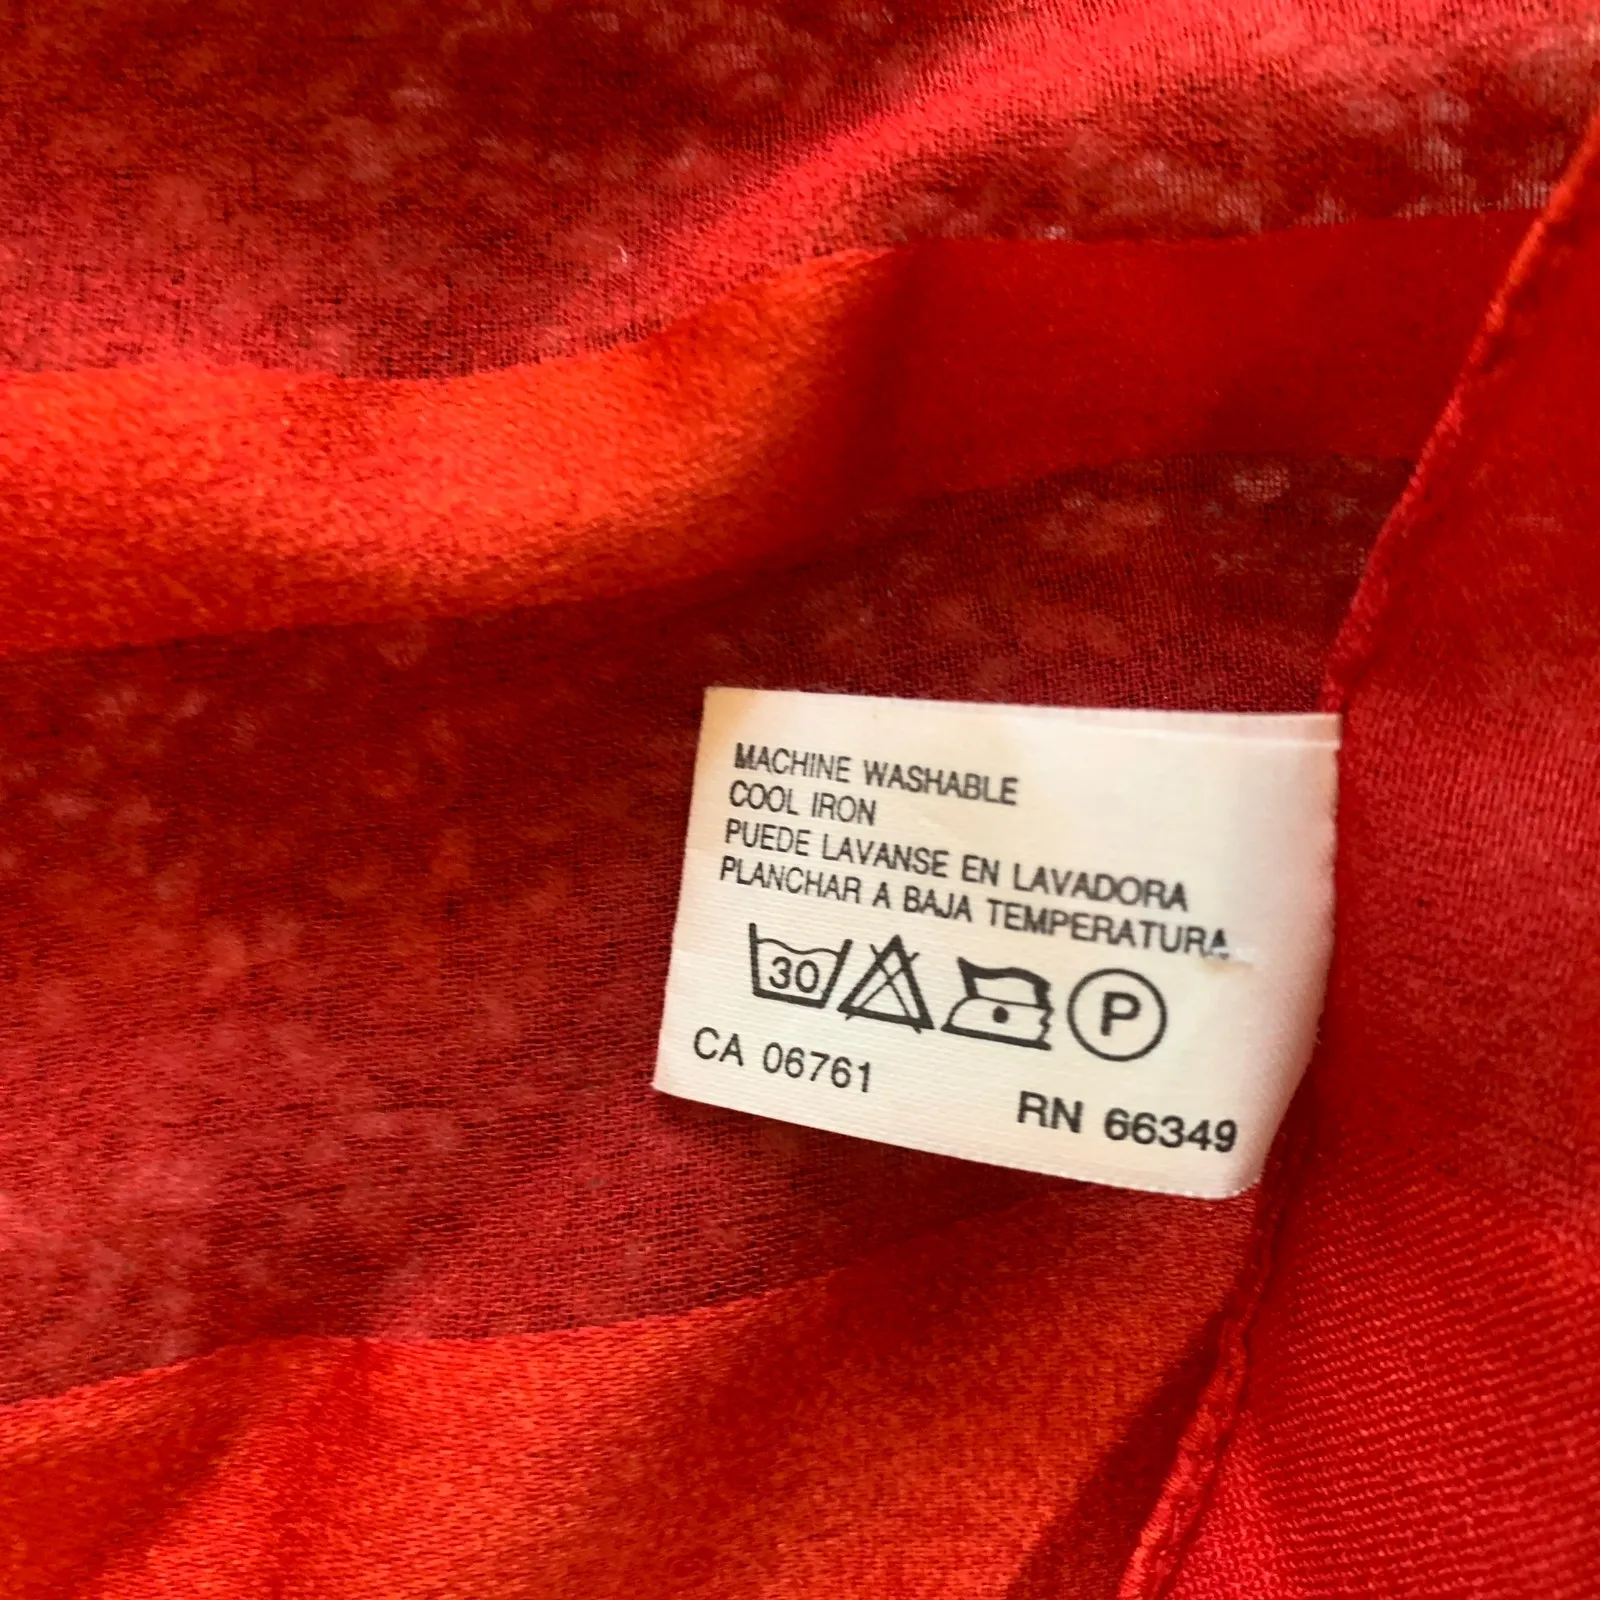 MACHINE WASHABLE
COOL IRON
PUEDE LAVANSE EN LAVADORA
PLANCHAR A BAJA TEMPERATURA
30 P
CA 06761
RN 66349